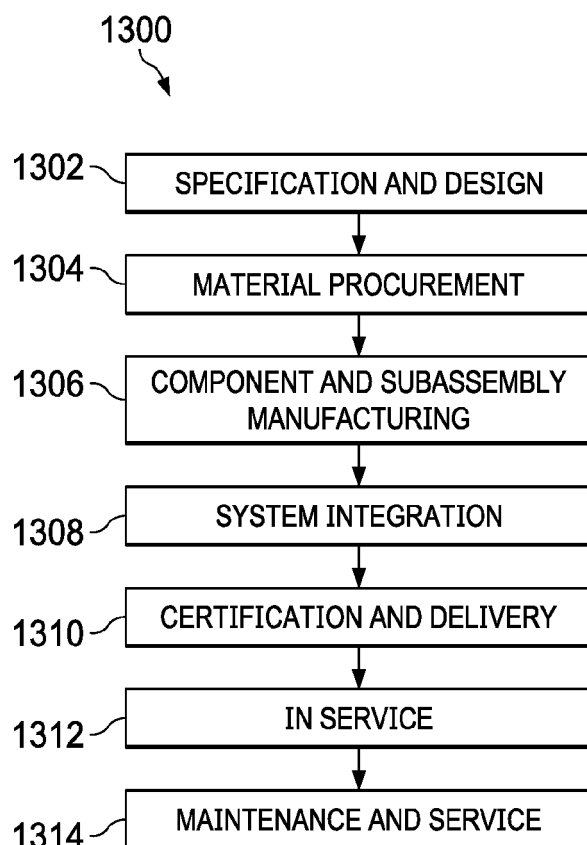 1300
1302
SPECIFICATION AND DESIGN
1304
MATERIAL PROCUREMENT
1306
COMPONENT AND SUBASSEMBLY
MANUFACTURING
1308
SYSTEM INTEGRATION
1310
CERTIFICATION AND DELIVERY
1312
IN SERVICE
1314
MAINTENANCE AND SERVICE